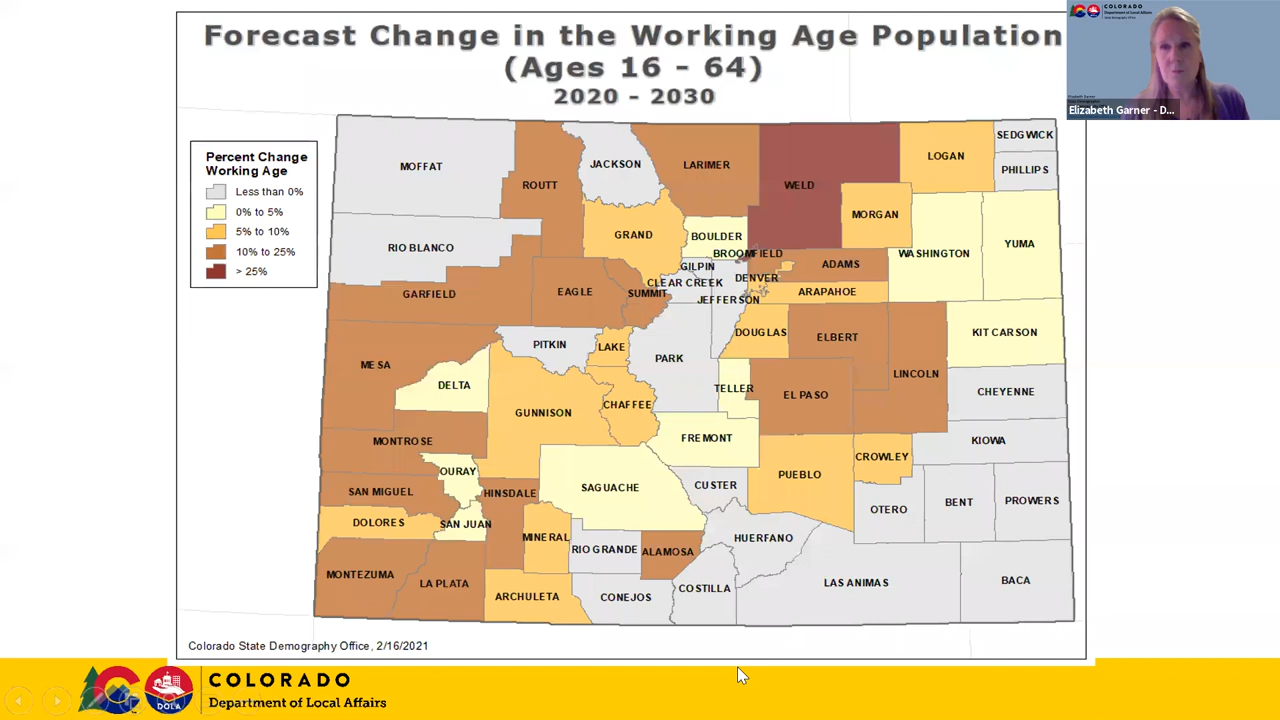 Forecast Change in the Working Age Population
(Ages 16 - 64)
2020 - 2030
COLORADO
Department of Local Affairs
Elizabeth Garner - D...
Percent Change
Working Age
Less than 0%
0% to 5%
5% to 10%
10% to 25%
> 25%
MOFFAT
ROUTT
JACKSON
LARIMER
WELD
LOGAN
SEDGWICK
PHILLIPS
MORGAN
RIO BLANCO
GRAND
BOULDER
BROOMFIELD
WASHINGTON
YUMA
GILPIN
CLEAR CREEK
DENVER
ADAMS
GARFIELD
EAGLE
SUMMIT
JEFFERSON
ARAPAHOE
MESA
PITKIN
LAKE
PARK
DOUGLAS
ELBERT
KIT CARSON
LINCOLN
DELTA
GUNNISON
CHAFFEE
TELLER
EL PASO
CHEYENNE
MONTROSE
FREMONT
KIOWA
OURAY
PUEBLO
CROWLEY
SAN MIGUEL
HINSDALE
SAGUACHE
CUSTER
OTERO
BENT
PROWERS
DOLORES
SAN JUAN
MINERAL
RIO GRANDE
ALAMOSA
HUERFANO
MONTEZUMA
LA PLATA
ARCHULETA
CONEJOS
COSTILLA
LAS ANIMAS
BACA
Colorado State Demography Office, 2/16/2021
DOLA
COLORADO
Department of Local Affairs